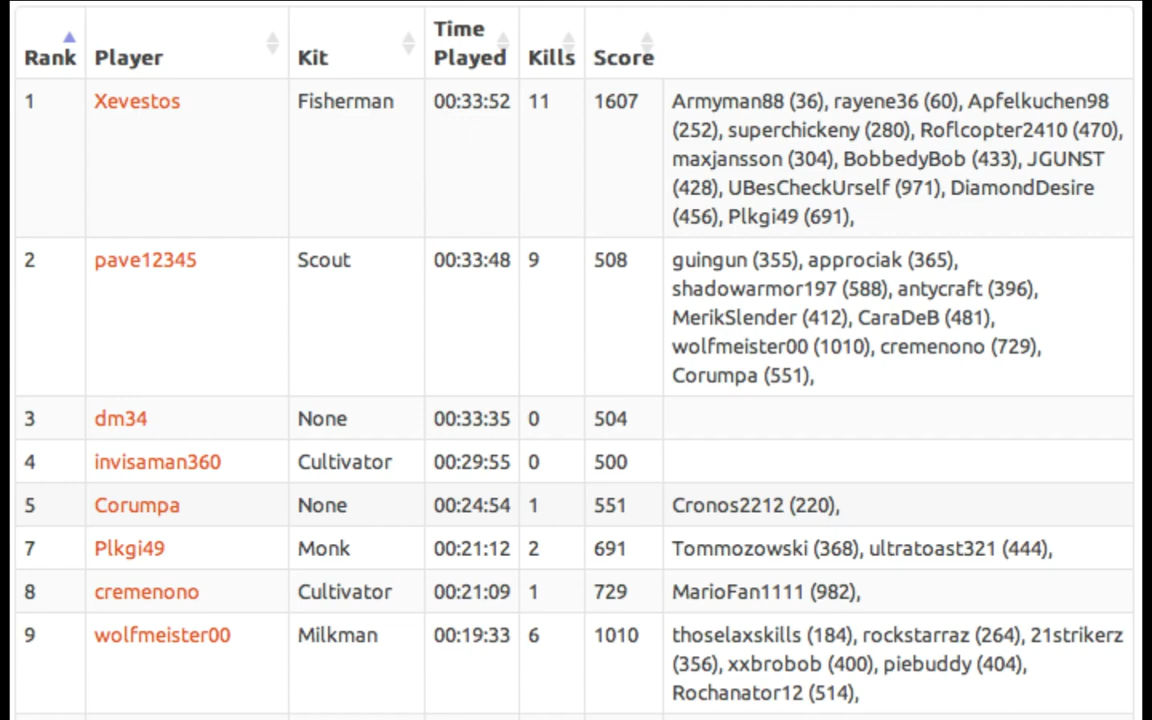 Rank Player Kit Time Played Kills Score
1 Xevestos Fisherman 00:33:52 11 1607 Armyman88 (36), rayene36 (60), Apfelkuchen98
(252), superchickeny (280), Roflcopter2410 (470),
maxjansson (304), BobbedyBob (433), JGUNST
(428), UBesCheckUrself (971), DiamondDesire
(456), Plkgi49 (691),
2 pave12345 Scout 00:33:48 9 508 guingun (355), approciak (365),
shadowarmor197 (588), antycraft (396),
MerikSlender (412), CaraDeB (481),
wolfmeister00 (1010), cremenono (729),
Corumpa (551),
3 dm34 None 00:33:35 0 504
4 invisaman360 Cultivator 00:29:55 0 500
5 Corumpa None 00:24:54 1 551 Cronos2212 (220),
7 Plkgi49 Monk 00:21:12 2 691 Tommozowski (368), ultratoast321 (444),
8 cremenono Cultivator 00:21:09 1 729 MarioFan1111 (982),
9 wolfmeister00 Milkman 00:19:33 6 1010 thoselaxskills (184), rockstarraz (264), 21strikerz
(356), xxbrobob (400), piebuddy (404),
Rochanator12 (514),